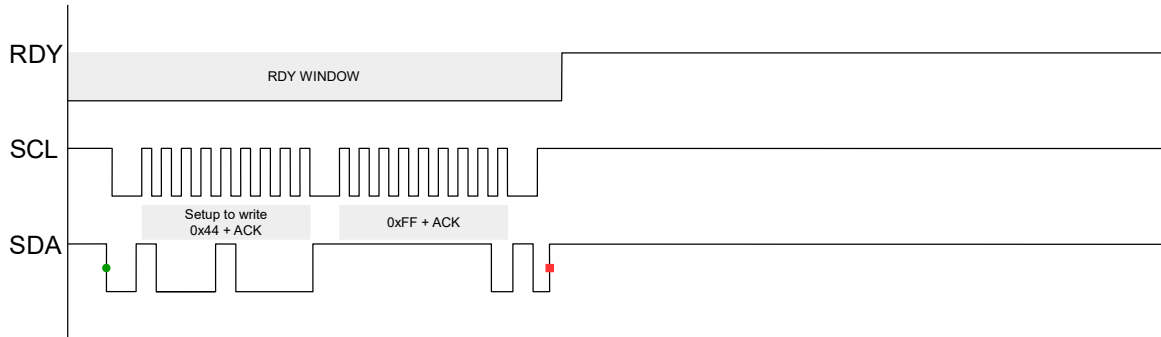 RDY
RDY WINDOW
SCL
Setup to write
0x44 + ACK
0xFF + ACK
SDA